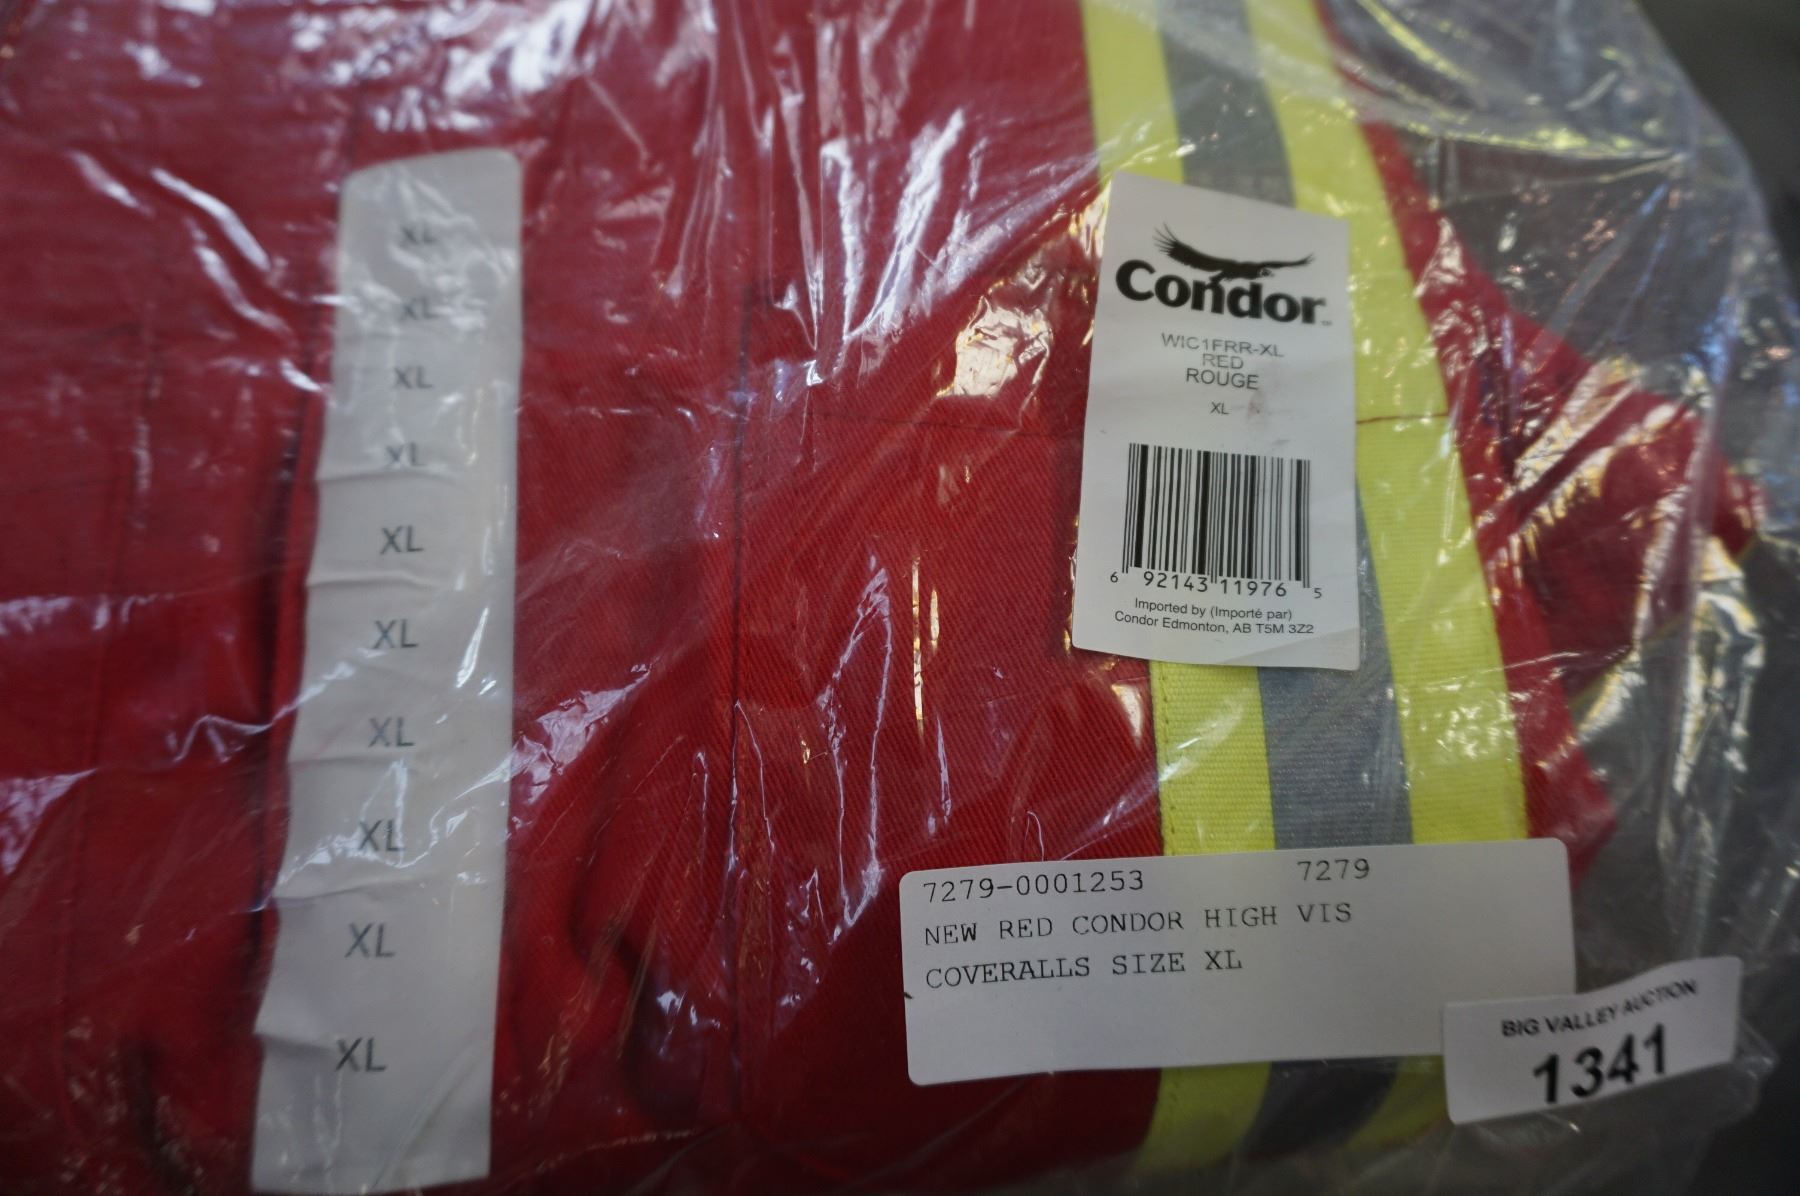 XL
XL
XL
XL
XL
XL
XL
XL
XL
XL
Condor
WIC1FRR-XL
RED
ROUGE
XL
6 92143 11976 5
Imported by (Importé par)
Condor Edmonton, AB T5M 3Z2
7279-0001253 7279
NEW RED CONDOR HIGH VIS
COVERALLS SIZE XL
BIG VALLEY AUCTION
1341